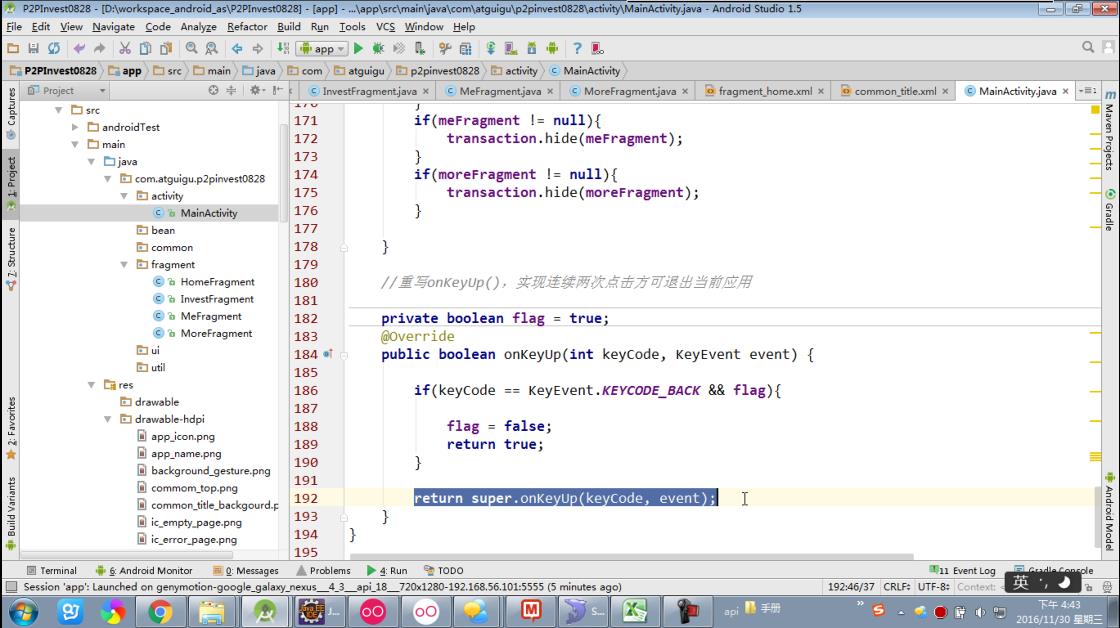 P2PInvest0828 - [D:\workspace_android_as\P2PInvest0828] - [app] - ...\app\src\main\java\com\atguigu\p2pinvest0828\activity\MainActivity.java - Android Studio 1.5
File Edit View Navigate Code Analyze Refactor Build Run Tools VCS Window Help
app
P2PInvest0828 app src main java com atguigu p2pinvest0828 activity MainActivity
Project
InvestFragment.java MeFragment.java MoreFragment.java fragment_home.xml common_title.xml MainActivity.java
Captures
1: Project
7: Structure
2: Favorites
Build Variants
src
androidTest
main
java
com.atguigu.p2pinvest0828
activity
MainActivity
bean
common
fragment
HomeFragment
InvestFragment
MeFragment
MoreFragment
ui
util
res
drawable
drawable-hdpi
app_icon.png
app_name.png
background_gesture.png
commom_top.png
common_title_backgourd.p
ic_empty_page.png
ic_error_page.png
170 }
171 if(meFragment != null){
172 transaction.hide(meFragment);
173 }
174 if(moreFragment != null){
175 transaction.hide(moreFragment);
176 }
177
178 }
179
180 //重写onKeyUp(), 实现连续两次点击方可退出当前应用
181
182 private boolean flag = true;
183 @Override
184 public boolean onKeyUp(int keyCode, KeyEvent event) {
185
186 if(keyCode == KeyEvent.KEYCODE_BACK && flag){
187
188 flag = false;
189 return true;
190 }
191
192 return super.onKeyUp(keyCode, event);
193 }
194 }
195
Maven Projects
Gradle
Android Model
Terminal 6: Android Monitor 0: Messages Problems 4: Run TODO 11 Event Log Gradle Console
Session 'app': Launched on genymotion-google_galaxy_nexus__4_3__api_18__720x1280-192.168.56.101:5555 (5 minutes ago) 192:46/37 CRLF÷ UTF-8÷ Context:
英
api 手册
下午 4:43
2016/11/30 星期三